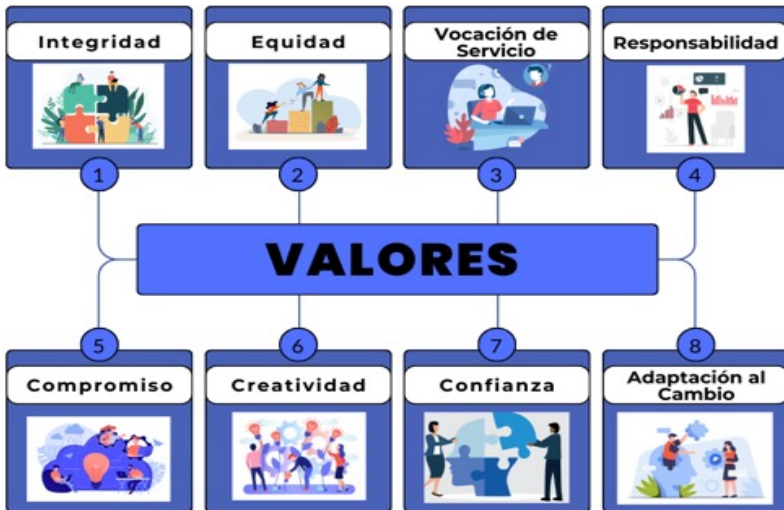 Integridad
Equidad
Vocación de
Servicio
Responsabilidad
1
2
3
4
VALORES
5
6
7
8
Compromiso
Creatividad
Confianza
Adaptación al
Cambio